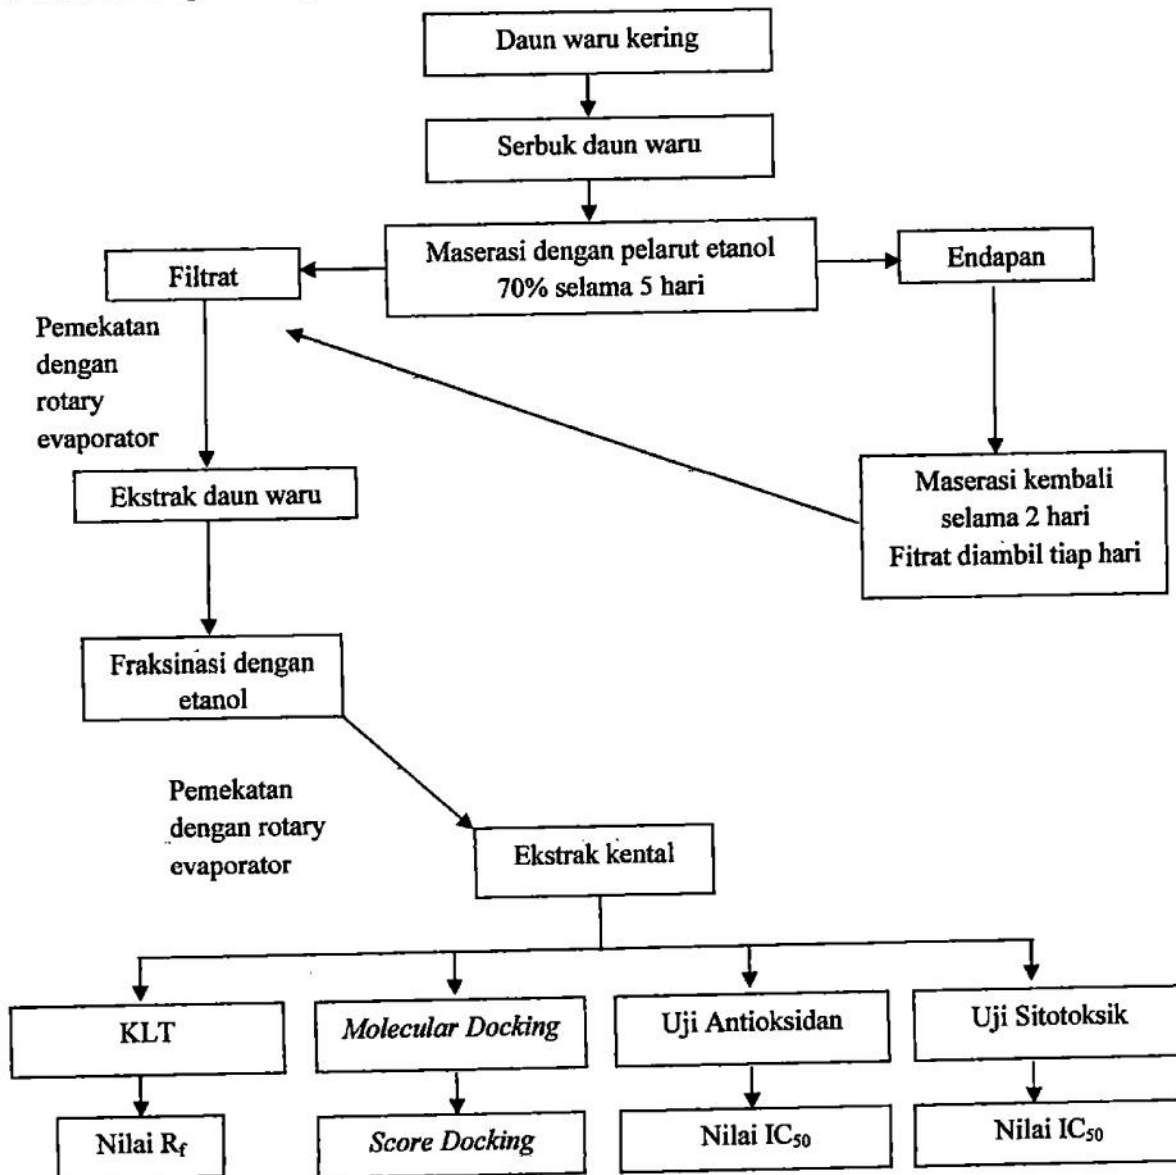 Daun waru kering
Serbuk daun waru
Maserasi dengan pelarut etanol
70% selama 5 hari
Filtrat
Endapan
Pemekatan
dengan
rotary
evaporator
Ekstrak daun waru
Maserasi kembali
selama 2 hari
Fitrat diambil tiap hari
Fraksinasi dengan
etanol
Pemekatan
dengan rotary
evaporator
Ekstrak kental
KLT
Molecular Docking
Uji Antioksidan
Uji Sitotoksik
Nilai Rf
Score Docking
Nilai IC50
Nilai IC50